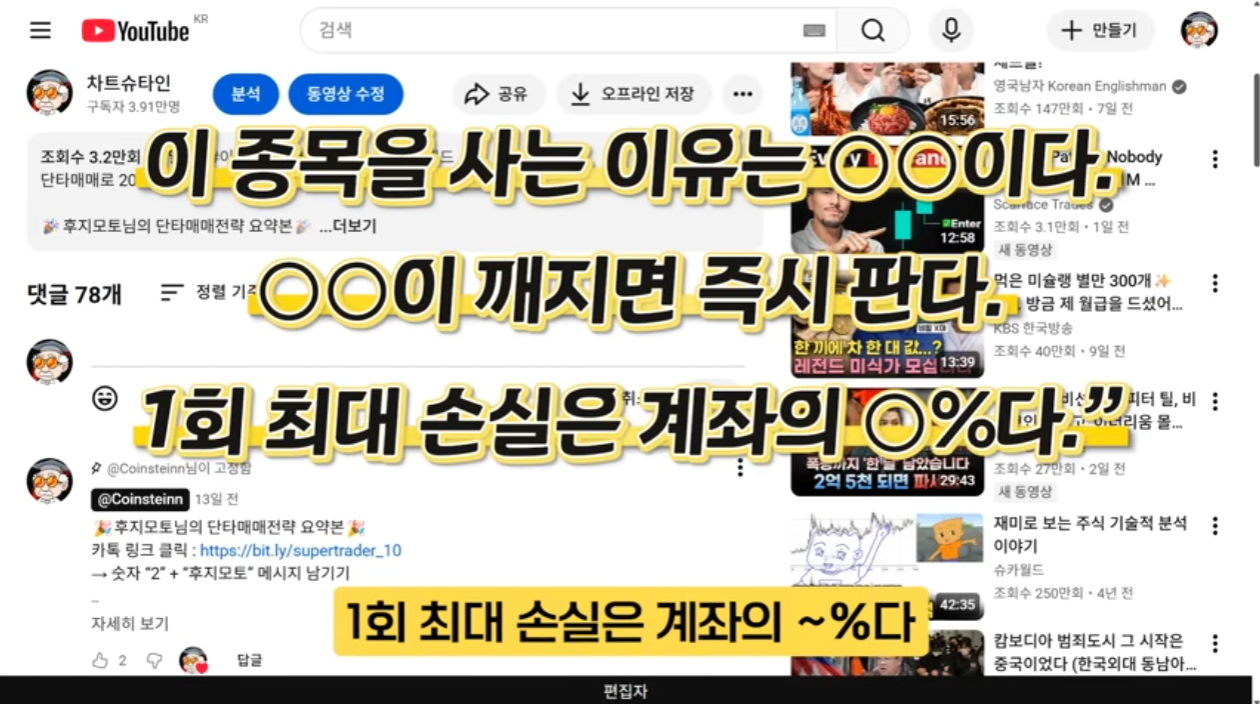 YouTube KR
검색
만들기
차트슈타인
구독자 3.91만명
분석
동영상 수정
공유
오프라인 저장
조회수 3.2만회
단타매매로 20
🎉후지모토님의 단타매매전략 요약본🎉 ...더보기
이 종목을 사는 이유는 ○○이다.
○○이 깨지면 즉시 판다.
1회 최대 손실은 계좌의 ○%다.”
댓글 78개
정렬 기준
@Coinsteinn님이 고정함
@Coinsteinn 13일 전
🎉후지모토님의 단타매매전략 요약본🎉
카톡 링크 클릭 : https://bit.ly/supertrader_10
→ 숫자 “2” + “후지모토” 메시지 남기기
..
자세히 보기
2
답글
1회 최대 손실은 계좌의 ~%다
15:56
영국남자 Korean Englishman
조회수 147만회 • 7일 전
Enter
12:58
Nobody
Scarface Trades
조회수 3.1만회 • 1일 전
새 동영상
한 끼에 차 한 대 값...?
레전드 미식가 모십
13:39
먹은 미슐랭 별만 300개✨
방금 제 월급을 드셨어...
KBS 한국방송
조회수 40만회 • 9일 전
2억 5천 되면
29:43
피터 틸, 비
조회수 27만회 • 2일 전
새 동영상
42:35
재미로 보는 주식 기술적 분석
이야기
슈카월드
조회수 250만회 • 4년 전
캄보디아 범죄도시 그 시작은
중국이었다 (한국외대 동남아...
편집자